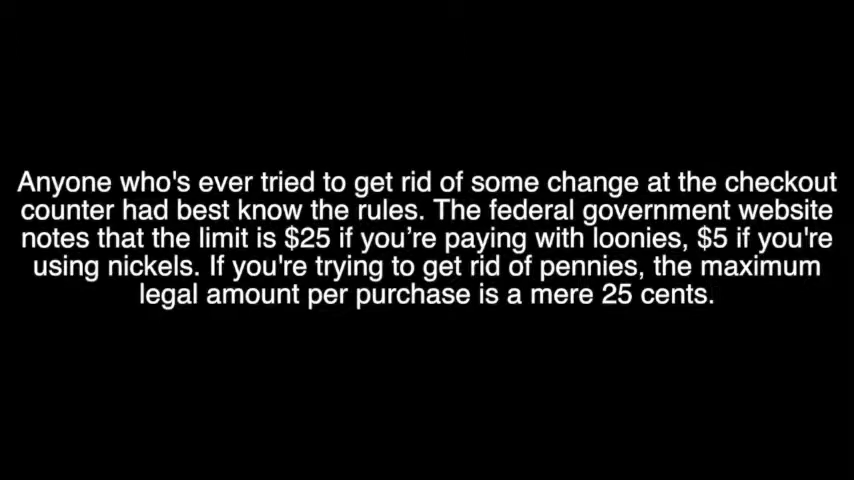 Anyone who's ever tried to get rid of some change at the checkout
counter had best know the rules. The federal government website
notes that the limit is $25 if you’re paying with loonies, $5 if you're
using nickels. If you're trying to get rid of pennies, the maximum
legal amount per purchase is a mere 25 cents.